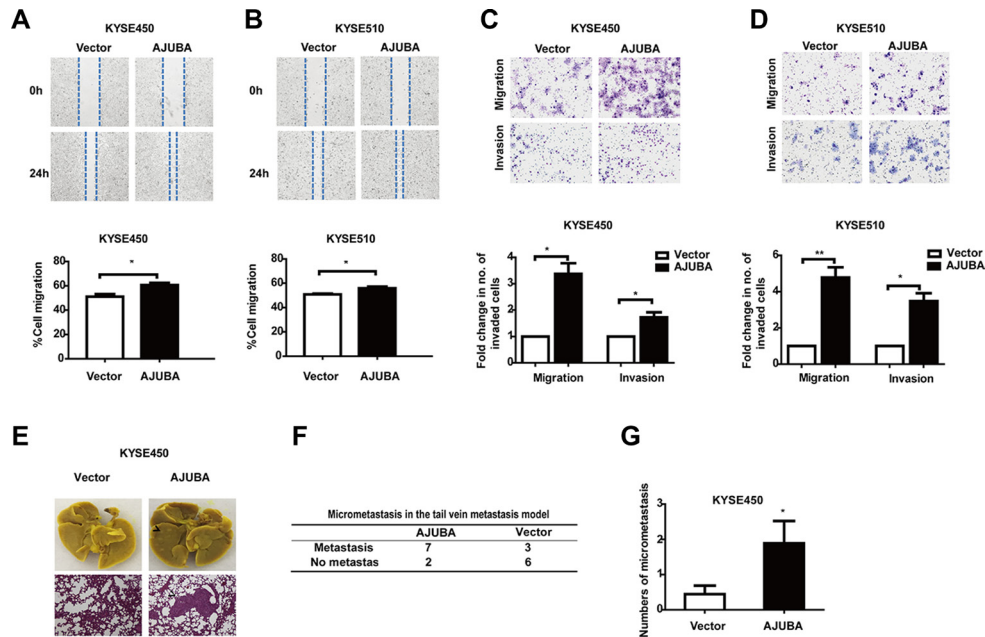 A
KYSE450
Vector AJUBA
0h
24h
KYSE450
%Cell migration
80
60
40
20
0
*
Vector AJUBA
B
KYSE510
Vector AJUBA
0h
24h
KYSE510
%Cell migration
80
60
40
20
0
*
Vector AJUBA
C
KYSE450
Vector AJUBA
Migration
Invasion
KYSE450
Fold change in no. of
invaded cells
4
3
2
1
0
*
*
Vector
AJUBA
Migration Invasion
D
KYSE510
Vector AJUBA
Migration
Invasion
KYSE510
Fold change in no. of
invaded cells
6
4
2
0
**
*
Vector
AJUBA
Migration Invasion
E
KYSE450
Vector AJUBA
F
Micrometastasis in the tail vein metastasis model
AJUBA Vector
Metastasis 7 3
No metastas 2 6
G
KYSE450
Numbers of micrometastasis
3
2
1
0
*
Vector AJUBA